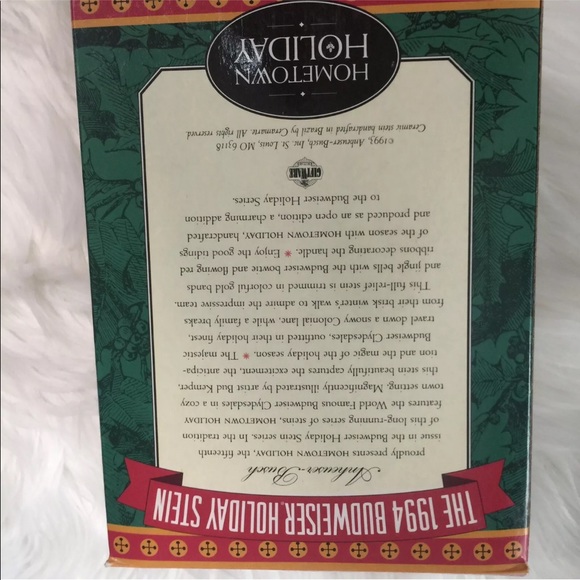 THE 1994 BUDWEISER HOLIDAY STEIN
Anheuser-Busch
proudly presents HOMETOWN HOLIDAY, the fifteenth
issue in the Budweiser Holiday Stein Series. In the tradition
of this long-running series of steins, HOMETOWN HOLIDAY
features the World Famous Budweiser Clydesdales in a cozy
town setting. Magnificently illustrated by artist Bud Kemper,
this stein beautifully captures the excitement, the anticipa-
tion and the magic of the holiday season. * The majestic
Budweiser Clydesdales, outfitted in their holiday finest,
travel down a snowy Colonial lane, while a family breaks
from their brisk winter's walk to admire the impressive team.
This full-relief stein is trimmed in colorful gold bands
and jingle bells with the Budweiser bowtie and flowing red
ribbons decorating the handle. * Enjoy the good tidings
of the season with HOMETOWN HOLIDAY, handcrafted
and produced as an open edition, a charming addition
to the Budweiser Holiday Series.
GIFTWARE
©1993, Anheuser-Busch, Inc. St. Louis, MO 63118
Ceramic stein handcrafted in Brazil by Ceramarte. All rights reserved
HOMETOWN
HOLIDAY